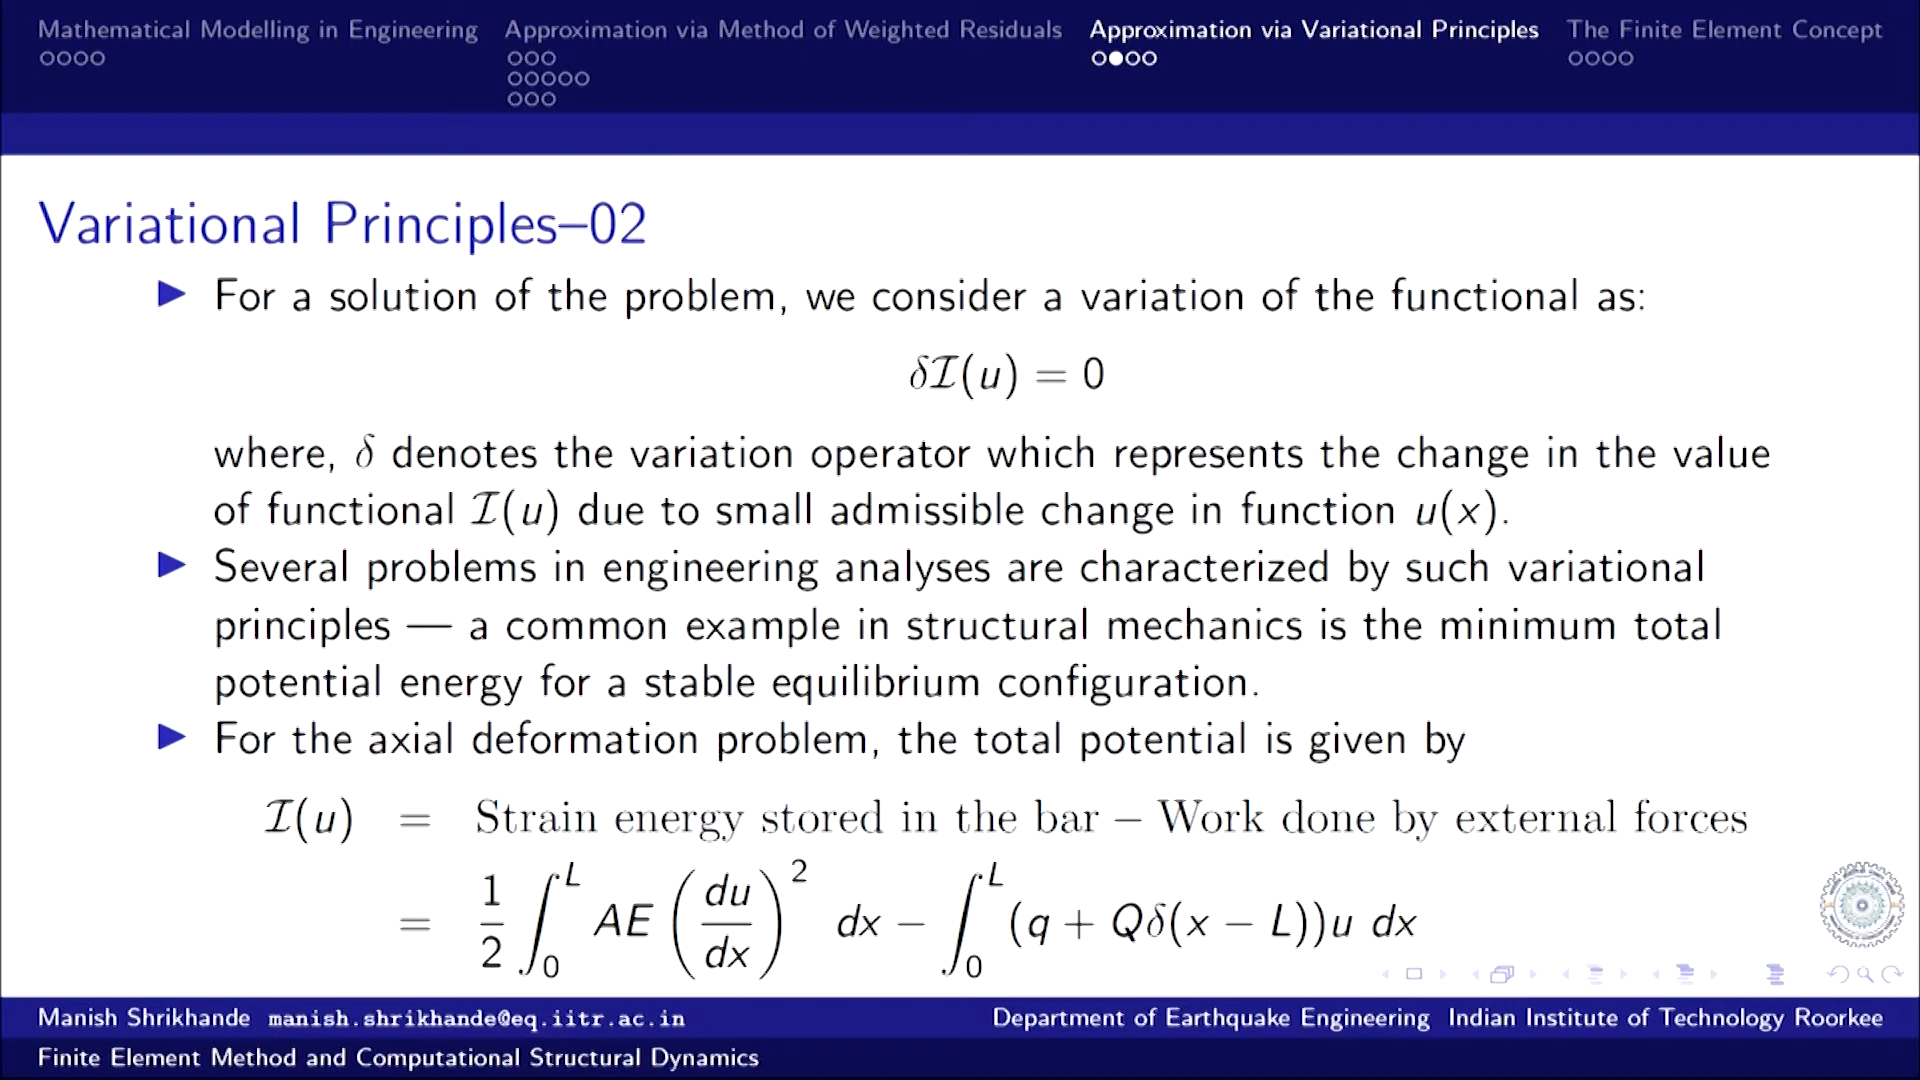 Mathematical Modelling in Engineering Approximation via Method of Weighted Residuals Approximation via Variational Principles The Finite Element Concept
Variational Principles–02
▶ For a solution of the problem, we consider a variation of the functional as:
δℐ(u) = 0
where, δ denotes the variation operator which represents the change in the value
of functional ℐ(u) due to small admissible change in function u(x).
▶ Several problems in engineering analyses are characterized by such variational
principles — a common example in structural mechanics is the minimum total
potential energy for a stable equilibrium configuration.
▶ For the axial deformation problem, the total potential is given by
ℐ(u) = Strain energy stored in the bar – Work done by external forces
= 1/2 ∫₀ᴸ AE (du/dx)² dx − ∫₀ᴸ (q + Qδ(x − L))u dx
Manish Shrikhande manish.shrikhande@eq.iitr.ac.in Department of Earthquake Engineering Indian Institute of Technology Roorkee
Finite Element Method and Computational Structural Dynamics